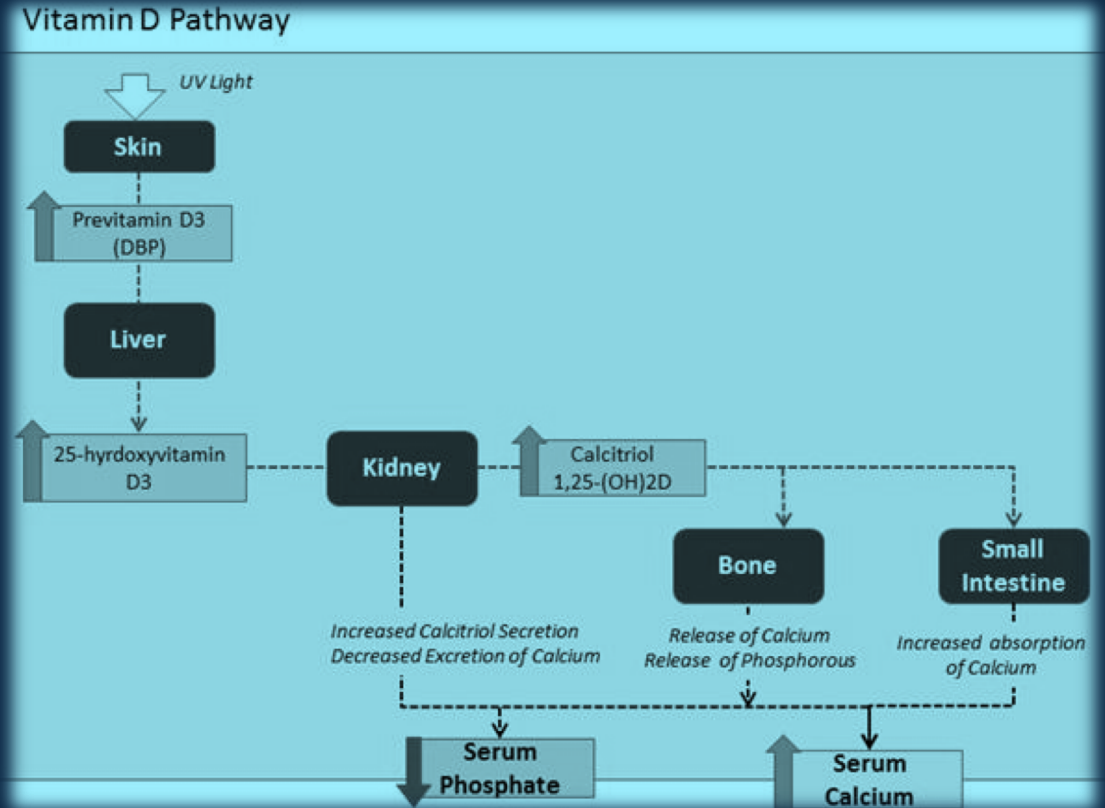 Vitamin D Pathway
UV Light
Skin
Previtamin D3
(DBP)
Liver
25-hyrdoxyvitamin
D3
Kidney
Calcitriol
1,25-(OH)2D
Bone
Small
Intestine
Increased Calcitriol Secretion
Decreased Excretion of Calcium
Release of Calcium
Release of Phosphorous
Increased absorption
of Calcium
Serum
Phosphate
Serum
Calcium